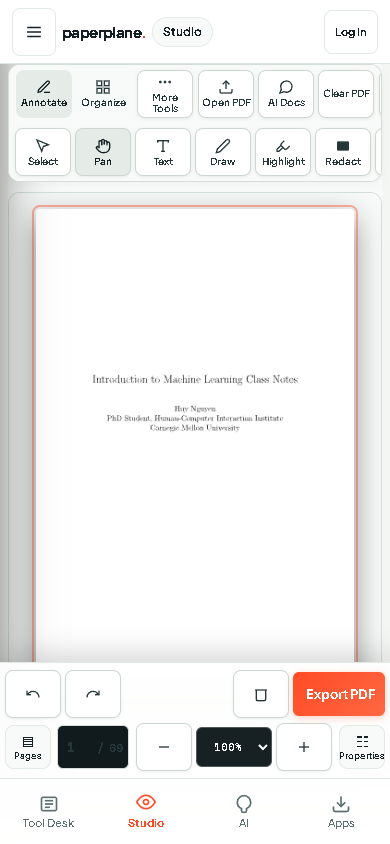 paperplane.
Studio
Log in
Annotate
Organize
More Tools
Open PDF
AI Docs
Clear PDF
Select
Pan
Text
Draw
Highlight
Redact
Introduction to Machine Learning Class Notes
Huy Nguyen
PhD Student, Human-Computer Interaction Institute
Carnegie Mellon University
Export PDF
Pages
1 / 69
100%
Properties
Tool Desk
Studio
AI
Apps